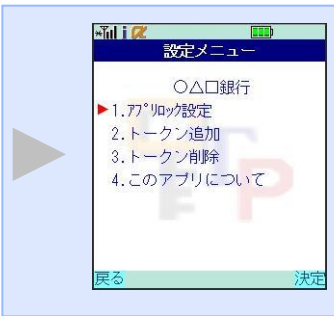 設定メニュー
○△□銀行
1.ｱﾌﾟﾘﾛｯｸ設定
2.トークン追加
3.トークン削除
4.このアプリについて
戻る 決定